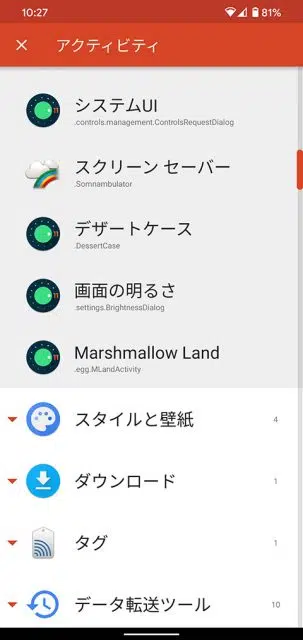 10:27
81%
アクティビティ
システムUI
.controls.management.ControlsRequestDialog
スクリーン セーバー
.Somnambulator
デザートケース
.DessertCase
画面の明るさ
.settings.BrightnessDialog
Marshmallow Land
.egg.MLandActivity
スタイルと壁紙
4
ダウンロード
1
タグ
1
データ転送ツール
10